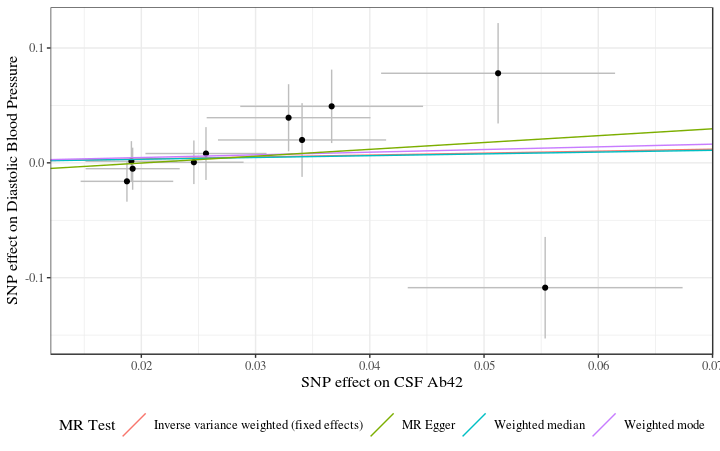 0.1
0.0
-0.1
SNP effect on Diastolic Blood Pressure
0.02 0.03 0.04 0.05 0.06 0.07
SNP effect on CSF Ab42
MR Test Inverse variance weighted (fixed effects) MR Egger Weighted median Weighted mode